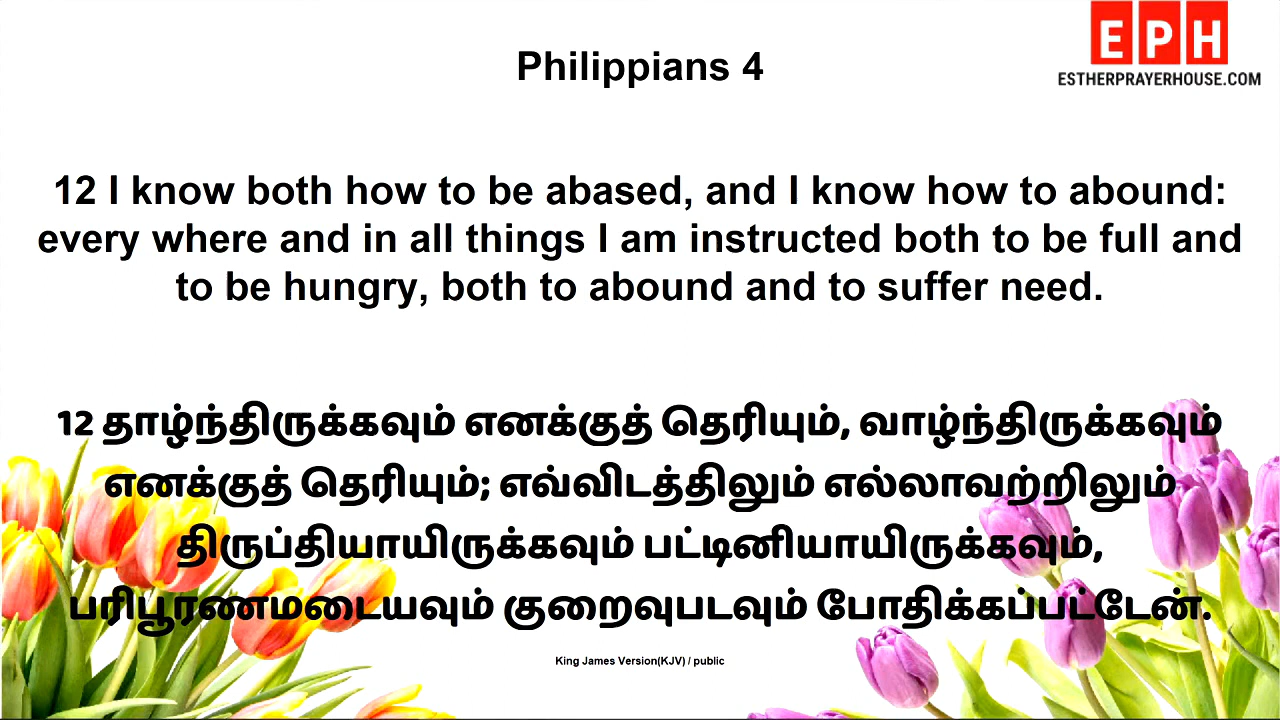 EPH
ESTHERPRAYERHOUSE.COM
Philippians 4
12 I know both how to be abased, and I know how to abound:
every where and in all things I am instructed both to be full and
to be hungry, both to abound and to suffer need.
12 தாழ்ந்திருக்கவும் எனக்குத் தெரியும், வாழ்ந்திருக்கவும்
எனக்குத் தெரியும்; எவ்விடத்திலும் எல்லாவற்றிலும்
திருப்தியாயிருக்கவும் பட்டினியாயிருக்கவும்,
பரிபூரணமடையவும் குறைவுபடவும் போதிக்கப்பட்டேன்.
King James Version(KJV) / public